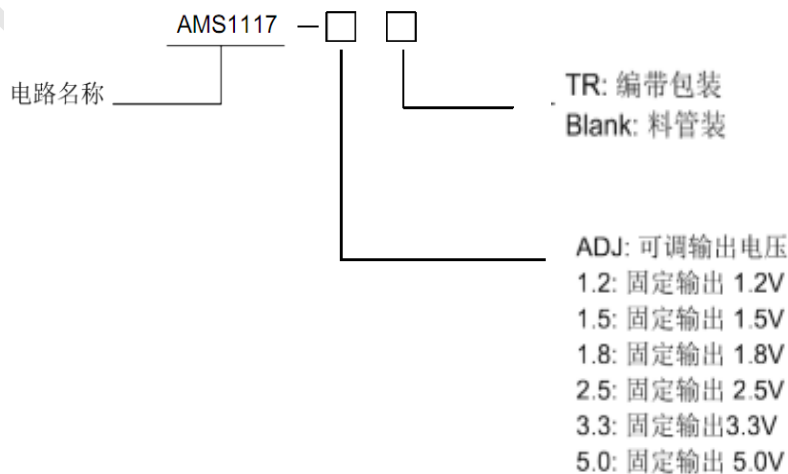 AMS1117 —□ □
电路名称
TR: 编带包装
Blank: 料管装
ADJ: 可调输出电压
1.2: 固定输出 1.2V
1.5: 固定输出 1.5V
1.8: 固定输出 1.8V
2.5: 固定输出 2.5V
3.3: 固定输出3.3V
5.0: 固定输出 5.0V